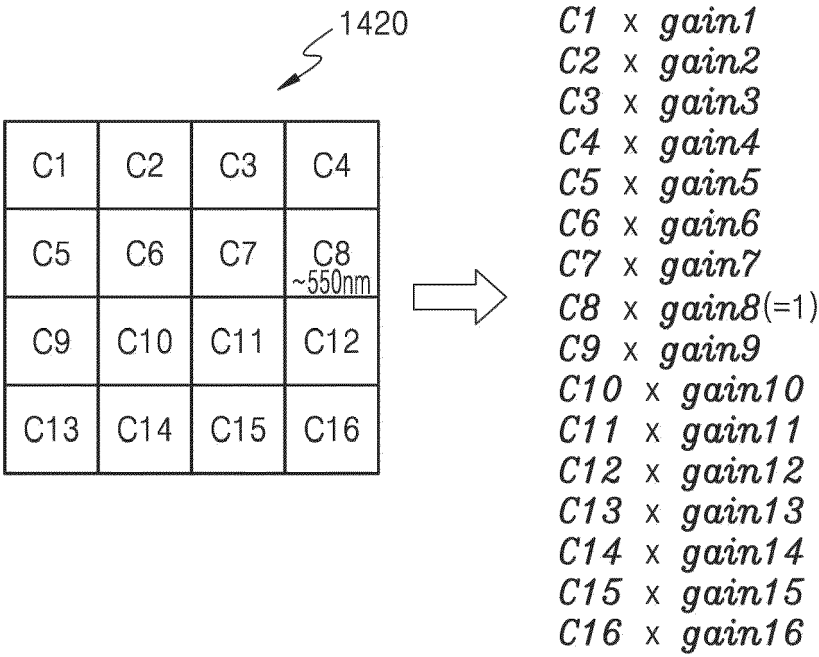 1420
C1 C2 C3 C4
C5 C6 C7 C8
~550nm
C9 C10 C11 C12
C13 C14 C15 C16
C1 x gain1
C2 x gain2
C3 x gain3
C4 x gain4
C5 x gain5
C6 x gain6
C7 x gain7
C8 x gain8(=1)
C9 x gain9
C10 x gain10
C11 x gain11
C12 x gain12
C13 x gain13
C14 x gain14
C15 x gain15
C16 x gain16